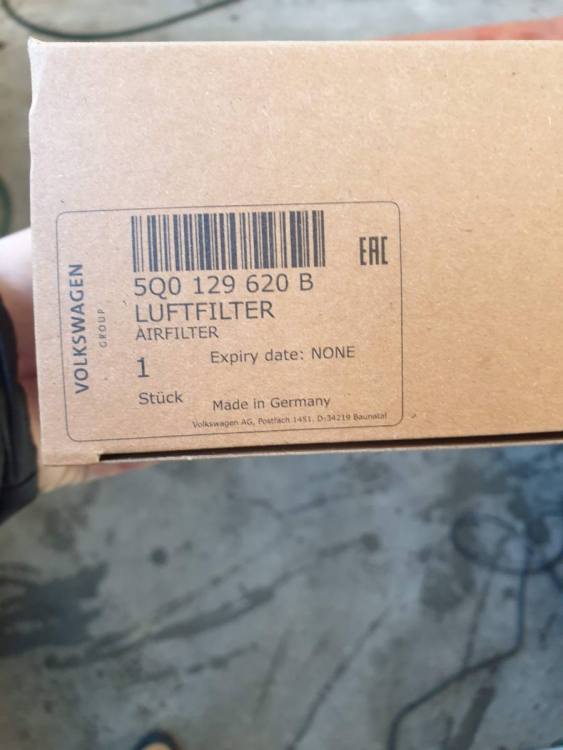 VOLKSWAGEN
GROUP
EAC
5Q0 129 620 B
LUFTFILTER
AIRFILTER
1
Expiry date: NONE
Stück
Made in Germany
Volkswagen AG, Postfach 1451, D-34219 Baunatal